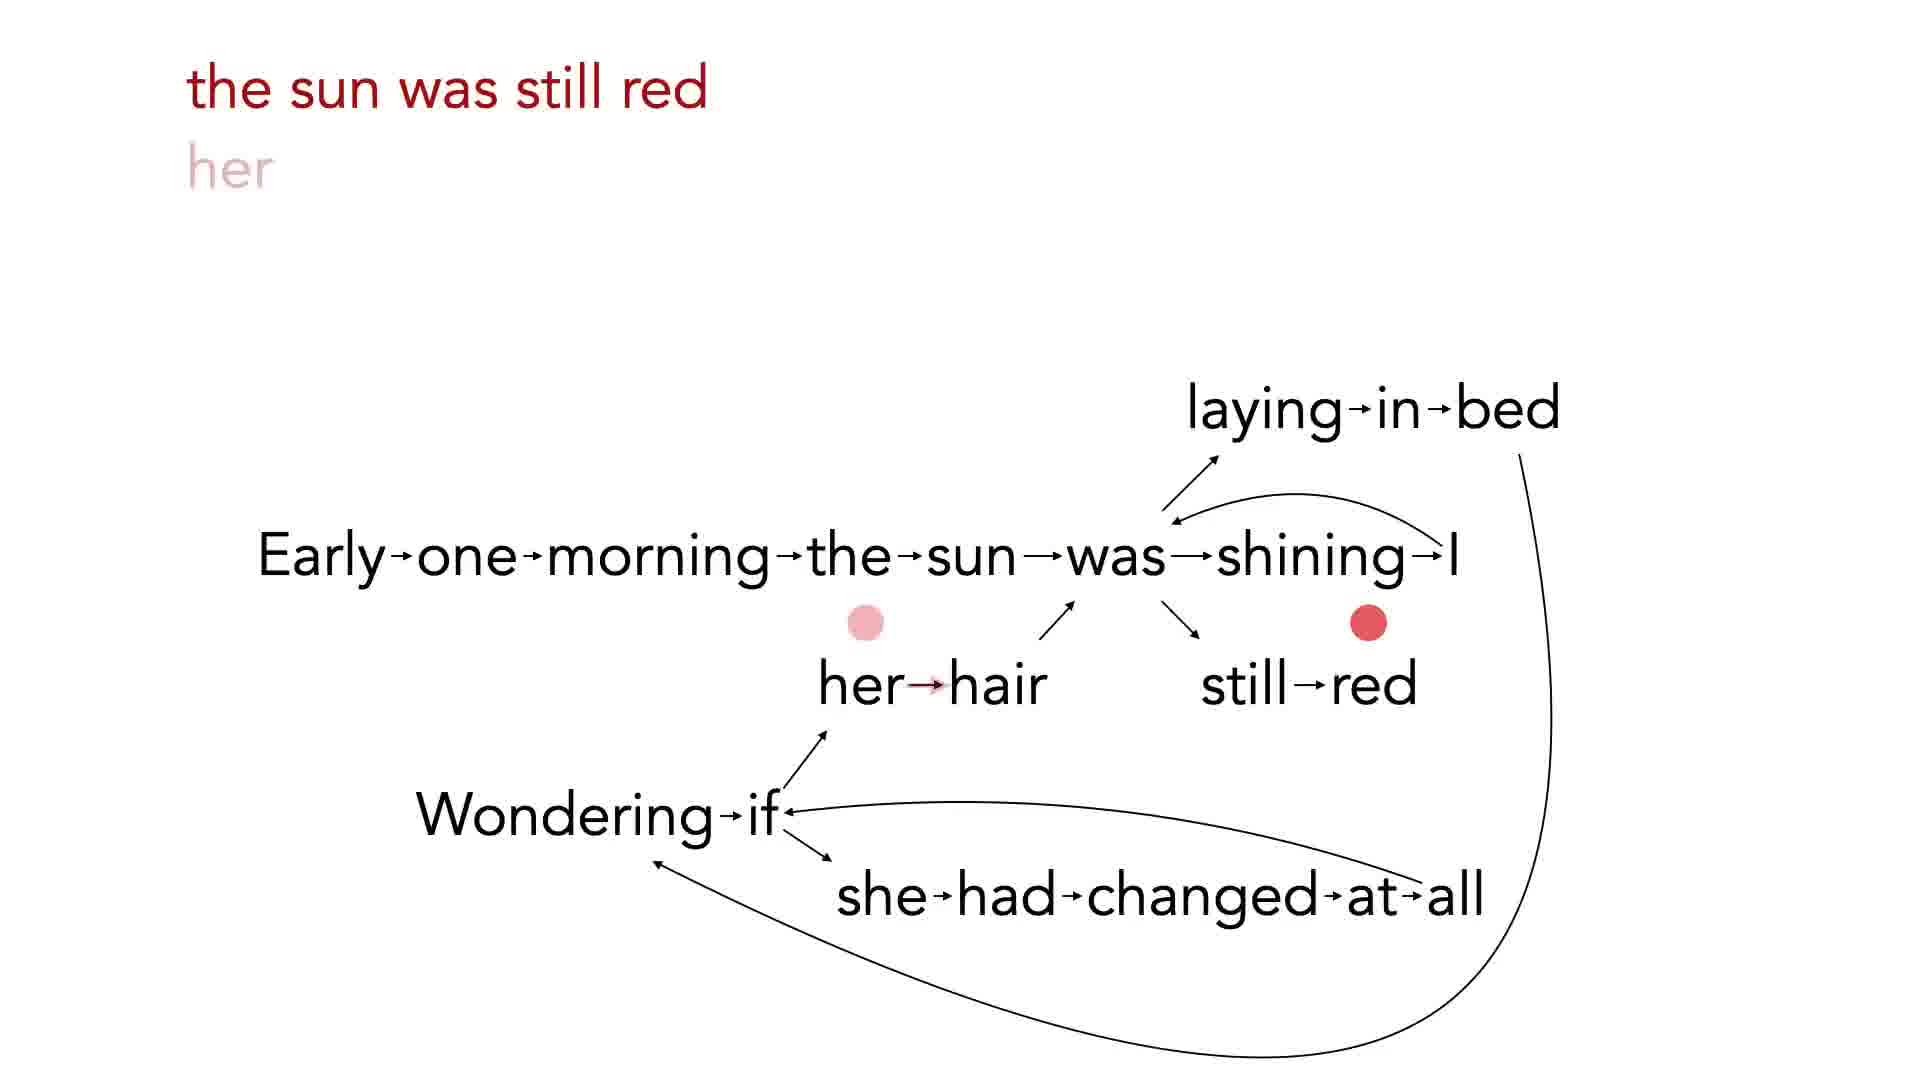 the sun was still red
her
laying in bed
Early one morning the sun was shining I
her hair
still red
Wondering if
she had changed at all